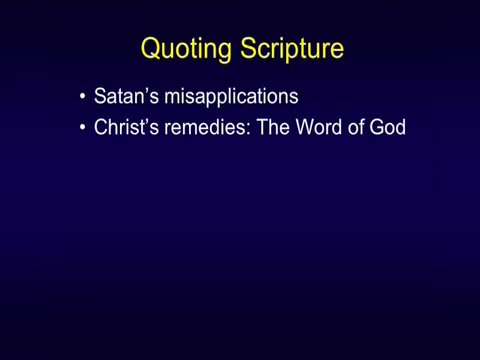 Quoting Scripture
• Satan's misapplications
• Christ's remedies: The Word of God